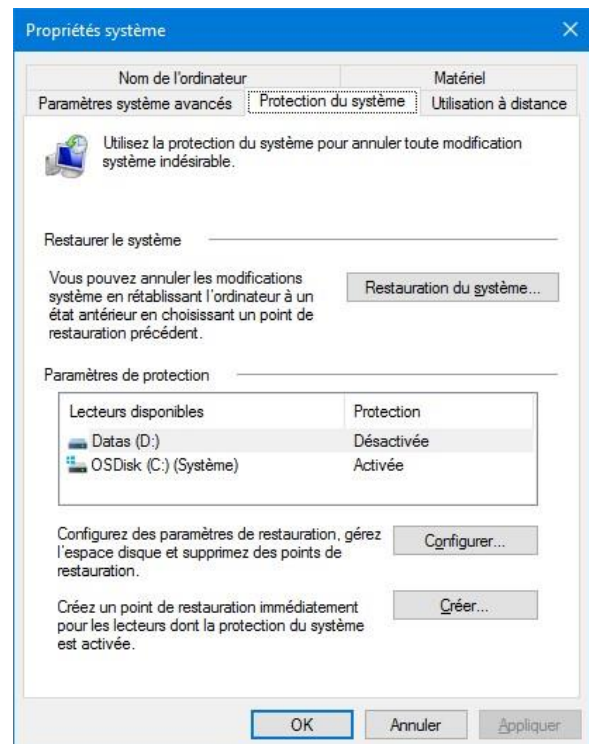 Propriétés système
Nom de l'ordinateur Matériel
Paramètres système avancés Protection du système Utilisation à distance
Utilisez la protection du système pour annuler toute modification
système indésirable.
Restaurer le système
Vous pouvez annuler les modifications
système en rétablissant l'ordinateur à un
état antérieur en choisissant un point de
restauration précédent.
Restauration du système...
Paramètres de protection
Lecteurs disponibles Protection
Datas (D:) Désactivée
OSDisk (C:) (Système) Activée
Configurez des paramètres de restauration, gérez
l'espace disque et supprimez des points de
restauration.
Configurer...
Créez un point de restauration immédiatement
pour les lecteurs dont la protection du système
est activée.
Créer...
OK Annuler Appliquer